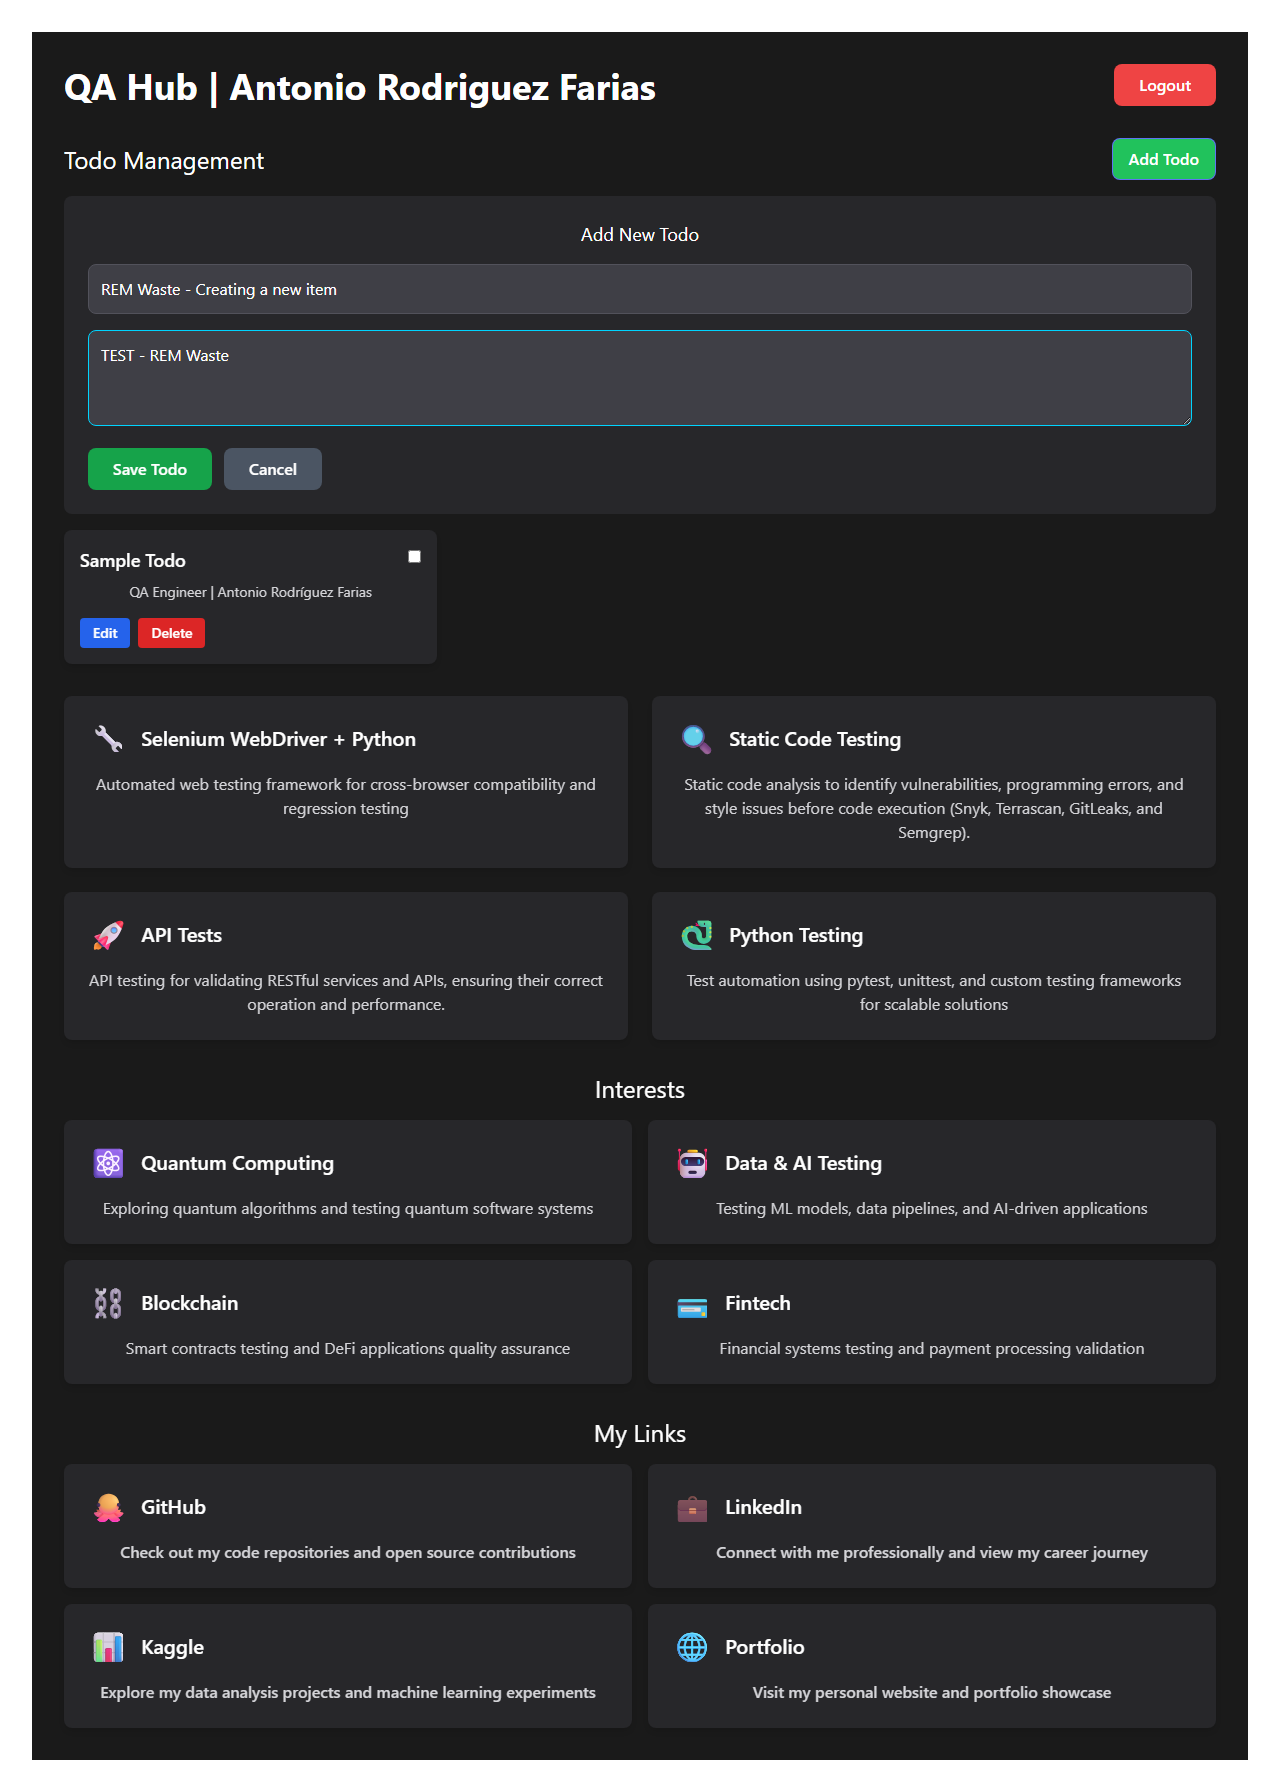 QA Hub | Antonio Rodriguez Farias
Logout
Todo Management
Add Todo
Add New Todo
REM Waste - Creating a new item
TEST - REM Waste
Save Todo
Cancel
Sample Todo
QA Engineer | Antonio Rodríguez Farias
Edit
Delete
Selenium WebDriver + Python
Automated web testing framework for cross-browser compatibility and
regression testing
Static Code Testing
Static code analysis to identify vulnerabilities, programming errors, and
style issues before code execution (Snyk, Terrascan, GitLeaks, and
Semgrep).
API Tests
API testing for validating RESTful services and APIs, ensuring their correct
operation and performance.
Python Testing
Test automation using pytest, unittest, and custom testing frameworks
for scalable solutions
Interests
Quantum Computing
Exploring quantum algorithms and testing quantum software systems
Data & AI Testing
Testing ML models, data pipelines, and AI-driven applications
Blockchain
Smart contracts testing and DeFi applications quality assurance
Fintech
Financial systems testing and payment processing validation
My Links
GitHub
Check out my code repositories and open source contributions
LinkedIn
Connect with me professionally and view my career journey
Kaggle
Explore my data analysis projects and machine learning experiments
Portfolio
Visit my personal website and portfolio showcase